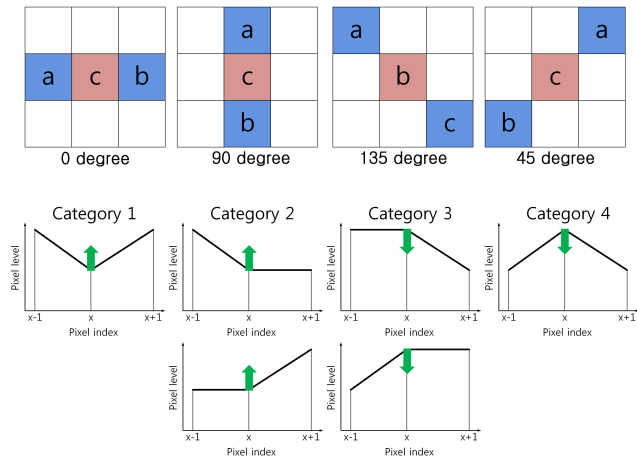 a
a
a
a c b
c
b
c
b
c
b
0 degree
90 degree
135 degree
45 degree
Category 1
Category 2
Category 3
Category 4
Pixel level
Pixel level
Pixel level
Pixel level
x-1 x x+1
x-1 x x+1
x-1 x x+1
x-1 x x+1
Pixel index
Pixel index
Pixel index
Pixel index
Pixel level
Pixel level
x-1 x x+1
x-1 x x+1
Pixel index
Pixel index